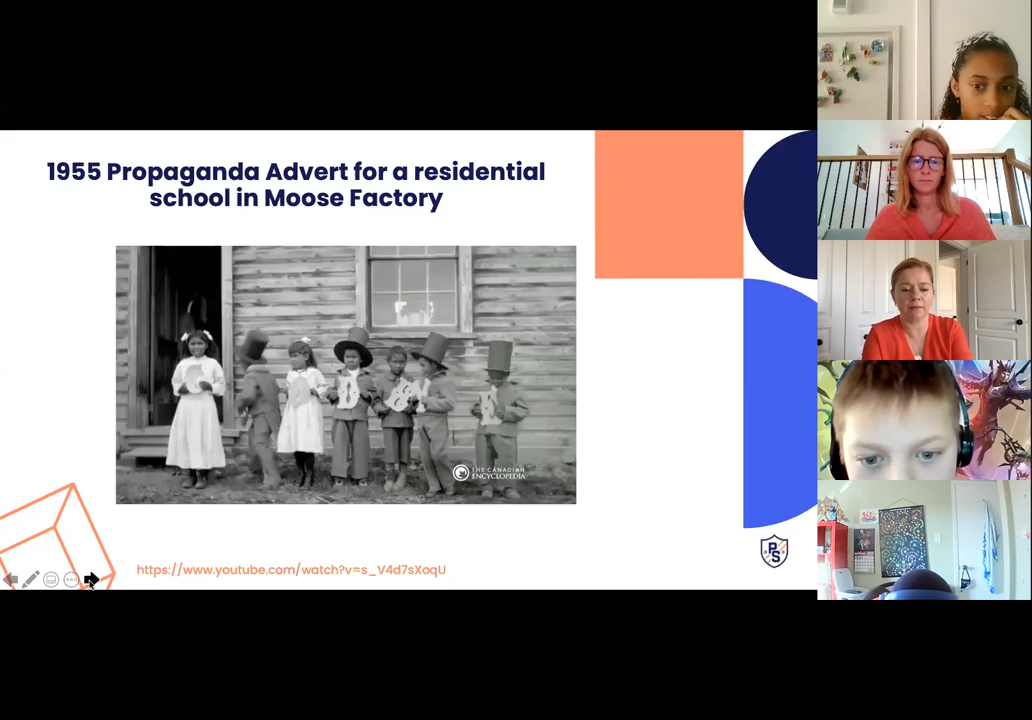 1955 Propaganda Advert for a residential
school in Moose Factory
THE CANADIAN
ENCYCLOPEDIA
https://www.youtube.com/watch?v=s_V4d7sXoqU
P
S